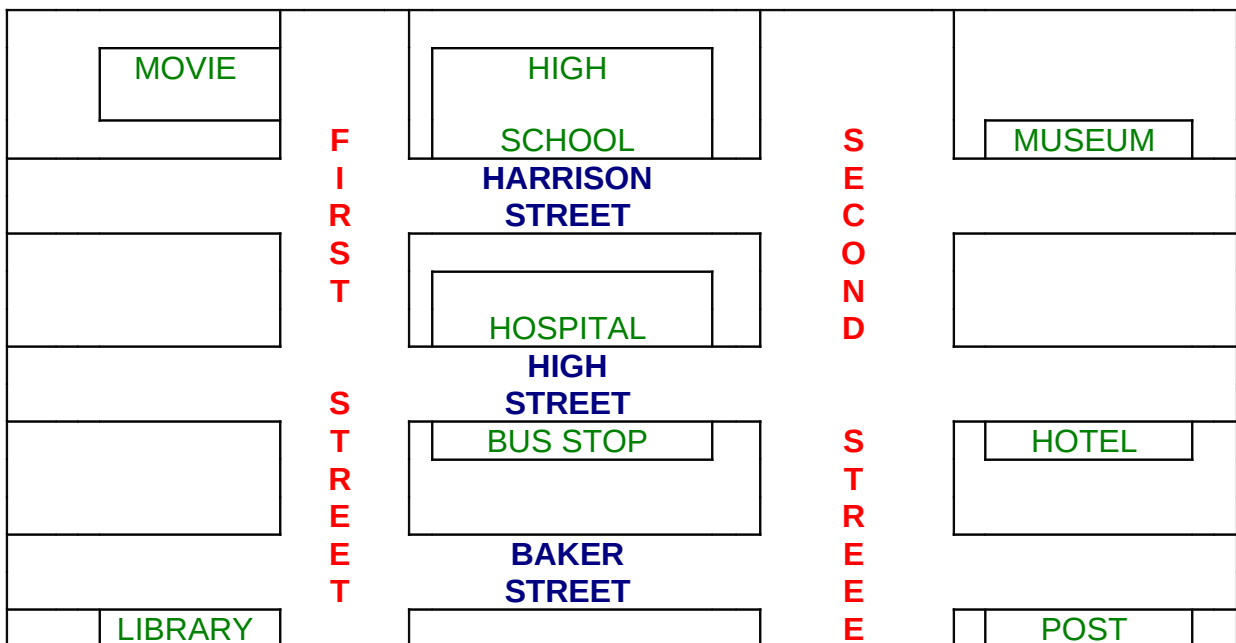 MOVIE
HIGH
SCHOOL
MUSEUM
FIRST STREET
SECOND STREEE
HARRISON
STREET
HOSPITAL
HIGH
STREET
BUS STOP
HOTEL
BAKER
STREET
LIBRARY
POST